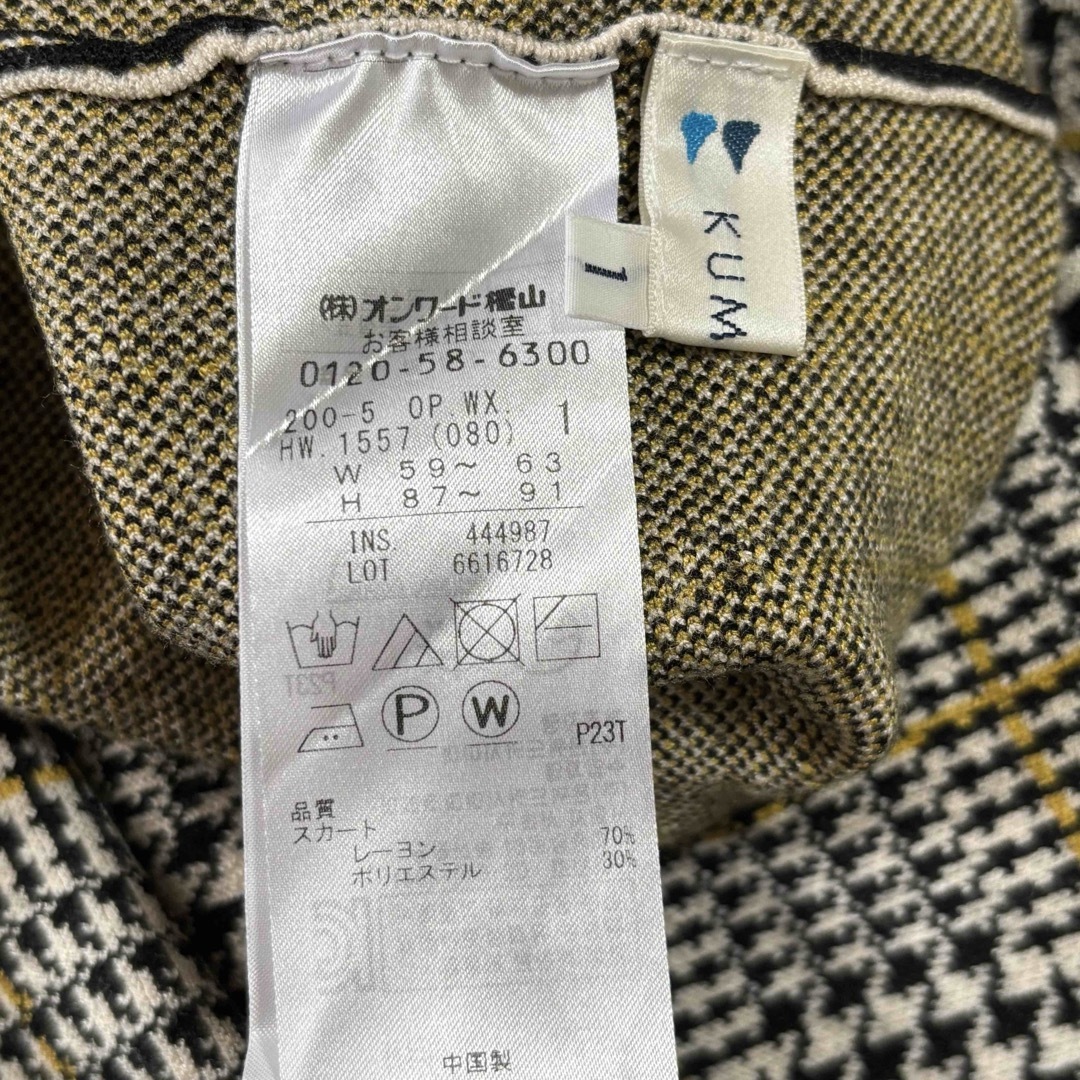 KUM
1
(株)オンワード樫山
お客様相談室
0120-58-6300
200-5 OP.WX.
HW.1557(080) 1
W 59～ 63
H 87～ 91
INS. 444987
LOT 6616728
P
W
P23T
品質
スカート
レーヨン 70%
ポリエステル 30%
中国製